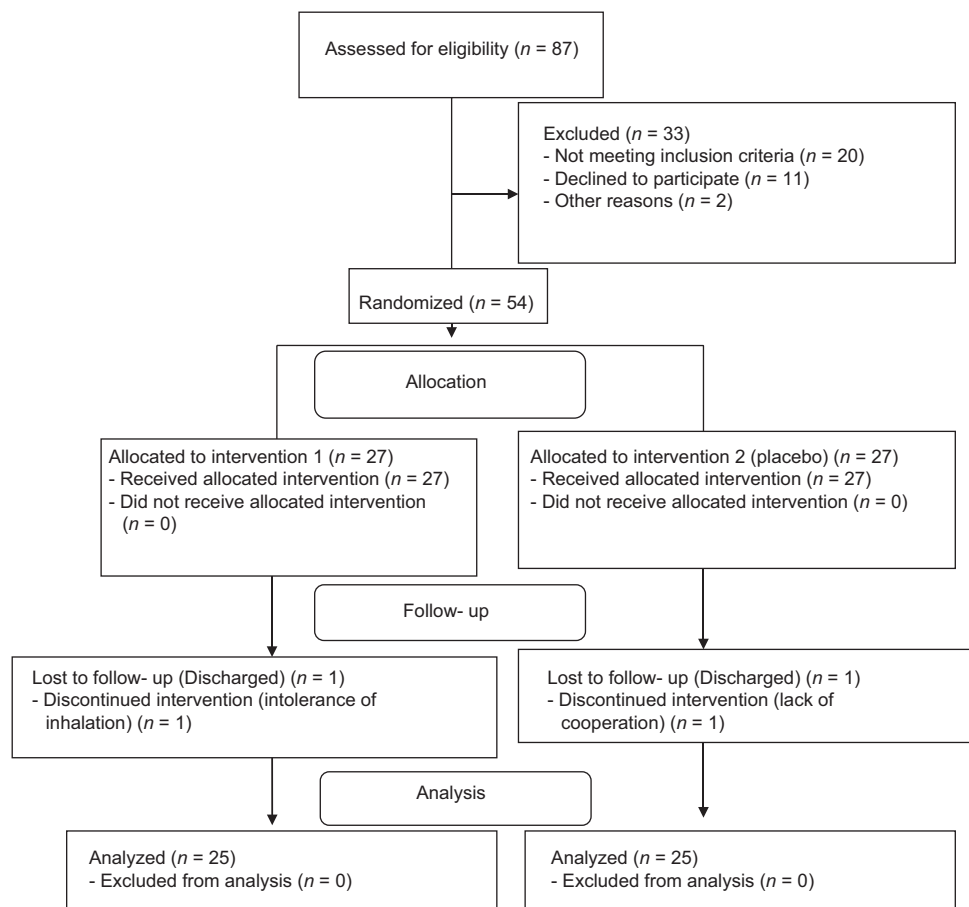 Assessed for eligibility (n = 87)
Excluded (n = 33)
- Not meeting inclusion criteria (n = 20)
- Declined to participate (n = 11)
- Other reasons (n = 2)
Randomized (n = 54)
Allocation
Allocated to intervention 1 (n = 27)
- Received allocated intervention (n = 27)
- Did not receive allocated intervention
(n = 0)
Allocated to intervention 2 (placebo) (n = 27)
- Received allocated intervention (n = 27)
- Did not receive allocated intervention (n = 0)
Follow- up
Lost to follow- up (Discharged) (n = 1)
- Discontinued intervention (intolerance of
inhalation) (n = 1)
Lost to follow-up (Discharged) (n = 1)
- Discontinued intervention (lack of
cooperation) (n = 1)
Analysis
Analyzed (n = 25)
- Excluded from analysis (n = 0)
Analyzed (n = 25)
- Excluded from analysis (n = 0)